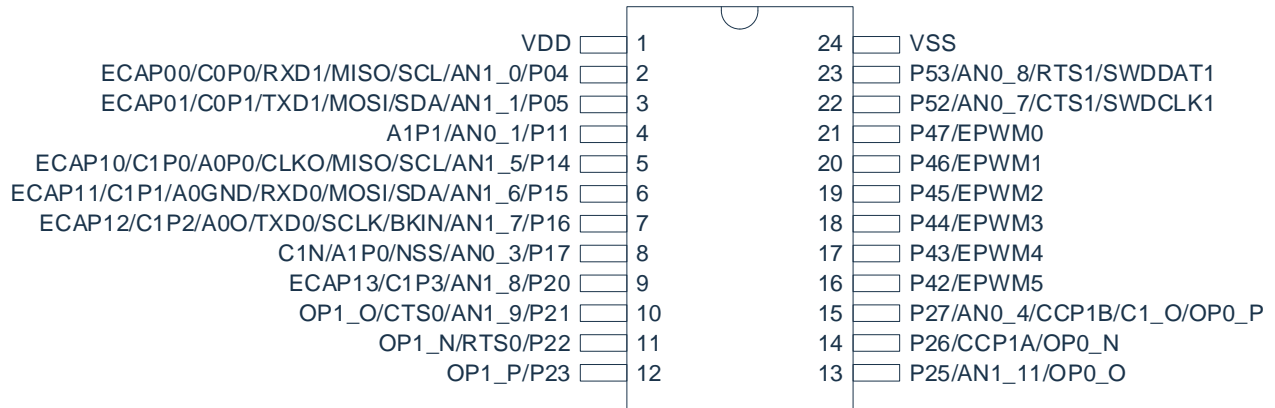 VDD 1 24 VSS
ECAP00/C0P0/RXD1/MISO/SCL/AN1_0/P04 2 23 P53/AN0_8/RTS1/SWDDAT1
ECAP01/C0P1/TXD1/MOSI/SDA/AN1_1/P05 3 22 P52/AN0_7/CTS1/SWDCLK1
A1P1/AN0_1/P11 4 21 P47/EPWM0
ECAP10/C1P0/A0P0/CLKO/MISO/SCL/AN1_5/P14 5 20 P46/EPWM1
ECAP11/C1P1/A0GND/RXD0/MOSI/SDA/AN1_6/P15 6 19 P45/EPWM2
ECAP12/C1P2/A0O/TXD0/SCLK/BKIN/AN1_7/P16 7 18 P44/EPWM3
C1N/A1P0/NSS/AN0_3/P17 8 17 P43/EPWM4
ECAP13/C1P3/AN1_8/P20 9 16 P42/EPWM5
OP1_O/CTS0/AN1_9/P21 10 15 P27/AN0_4/CCP1B/C1_O/OP0_P
OP1_N/RTS0/P22 11 14 P26/CCP1A/OP0_N
OP1_P/P23 12 13 P25/AN1_11/OP0_O